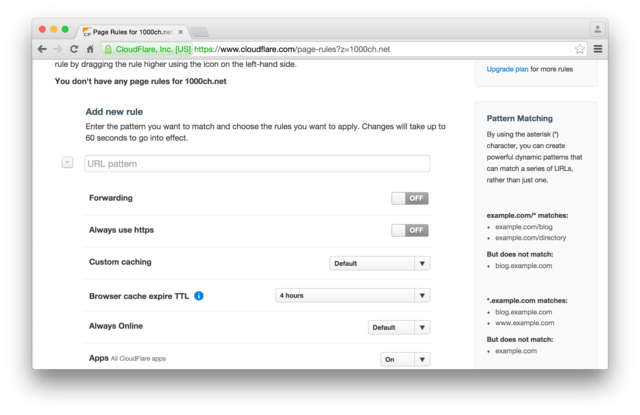 Page Rules for 1000ch.net
CloudFlare, Inc. [US] https://www.cloudflare.com/page-rules?z=1000ch.net
rule by dragging the rule higher using the icon on the left-hand side.
You don't have any page rules for 1000ch.net
Add new rule
Enter the pattern you want to match and choose the rules you want to apply. Changes will take up to
60 seconds to go into effect.
URL pattern
Forwarding OFF
Always use https OFF
Custom caching Default
Browser cache expire TTL i 4 hours
Always Online Default
Apps All CloudFlare apps On
Upgrade plan for more rules
Pattern Matching
By using the asterisk (*)
character, you can create
powerful dynamic patterns that
can match a series of URLs,
rather than just one.
example.com/* matches:
• example.com/blog
• example.com/directory
But does not match:
• blog.example.com
*.example.com matches:
• blog.example.com
• www.example.com
But does not match:
• example.com